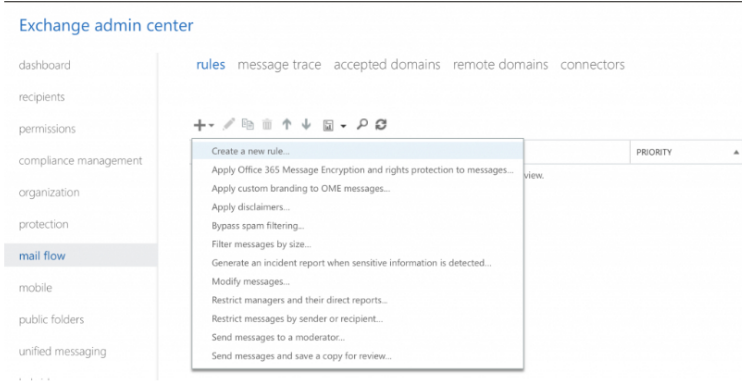 Exchange admin center
dashboard
recipients
permissions
compliance management
organization
protection
mail flow
mobile
public folders
unified messaging
rules message trace accepted domains remote domains connectors
Create a new rule...
Apply Office 365 Message Encryption and rights protection to messages...
Apply custom branding to OME messages...
Apply disclaimers...
Bypass spam filtering...
Filter messages by size...
Generate an incident report when sensitive information is detected...
Modify messages...
Restrict managers and their direct reports...
Restrict messages by sender or recipient...
Send messages to a moderator...
Send messages and save a copy for review...
PRIORITY
view.